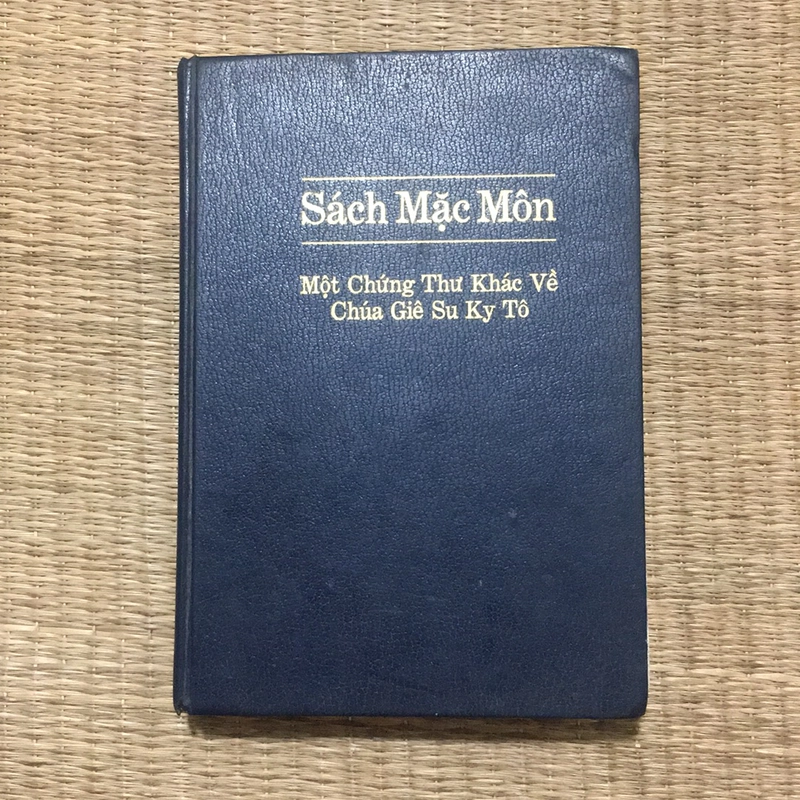 Sách Mặc Môn
Một Chứng Thư Khác Về
Chúa Giê Su Ky Tô